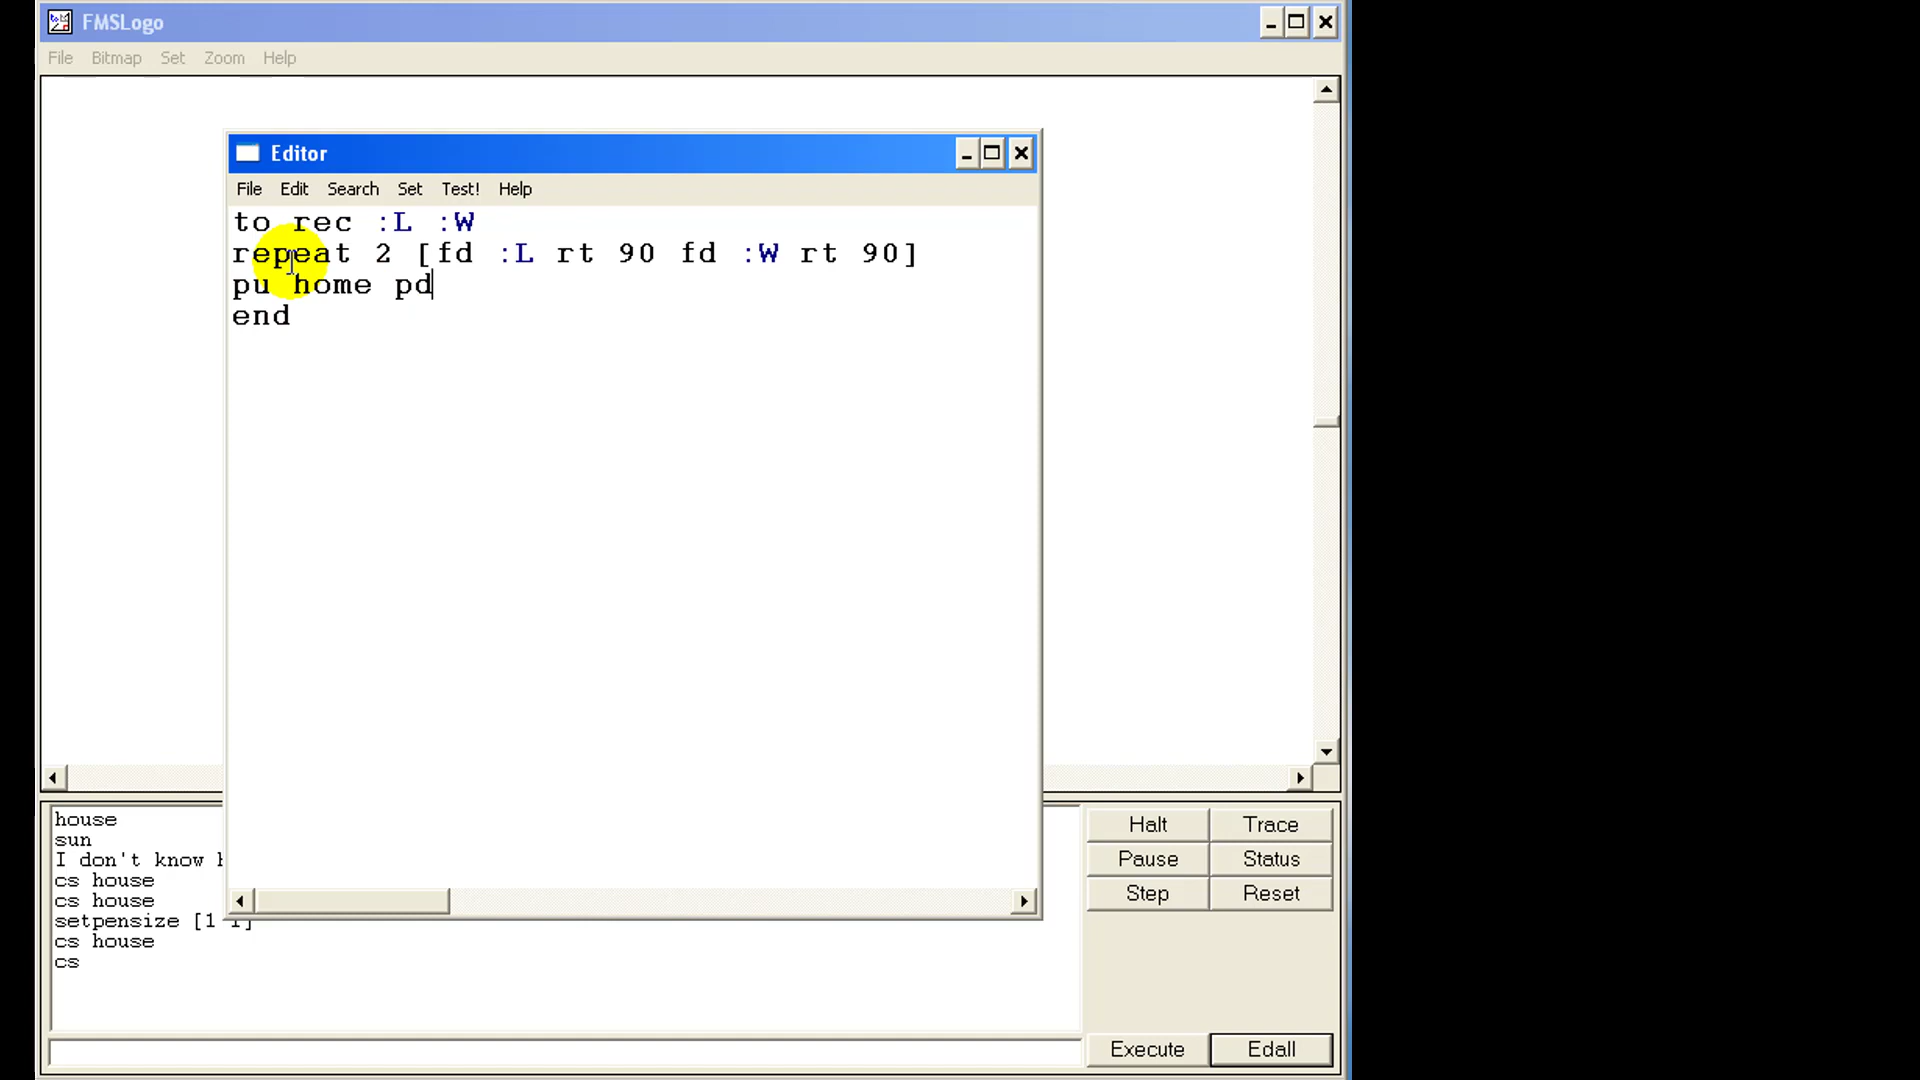 FMSLogo
File Bitmap Set Zoom Help
Editor
File Edit Search Set Test! Help
to rec :L :W
repeat 2 [fd :L rt 90 fd :W rt 90]
pu home pd
end
house
sun
I don't know
cs house
cs house
setpensize [1 1]
cs house
cs
Halt Trace
Pause Status
Step Reset
Execute Edall